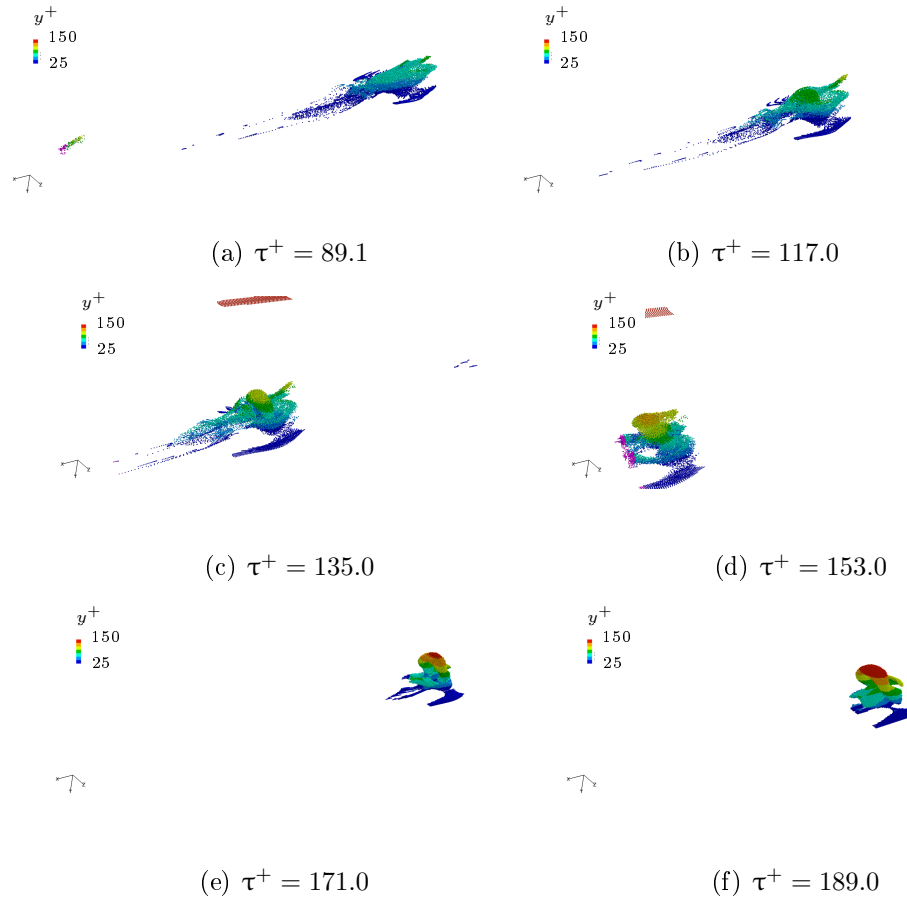 y+ y+
150 150
25 25
(a) τ+ = 89.1 (b) τ+ = 117.0
y+ y+
150 150
25 25
(c) τ+ = 135.0 (d) τ+ = 153.0
y+ y+
150 150
25 25
(e) τ+ = 171.0 (f) τ+ = 189.0